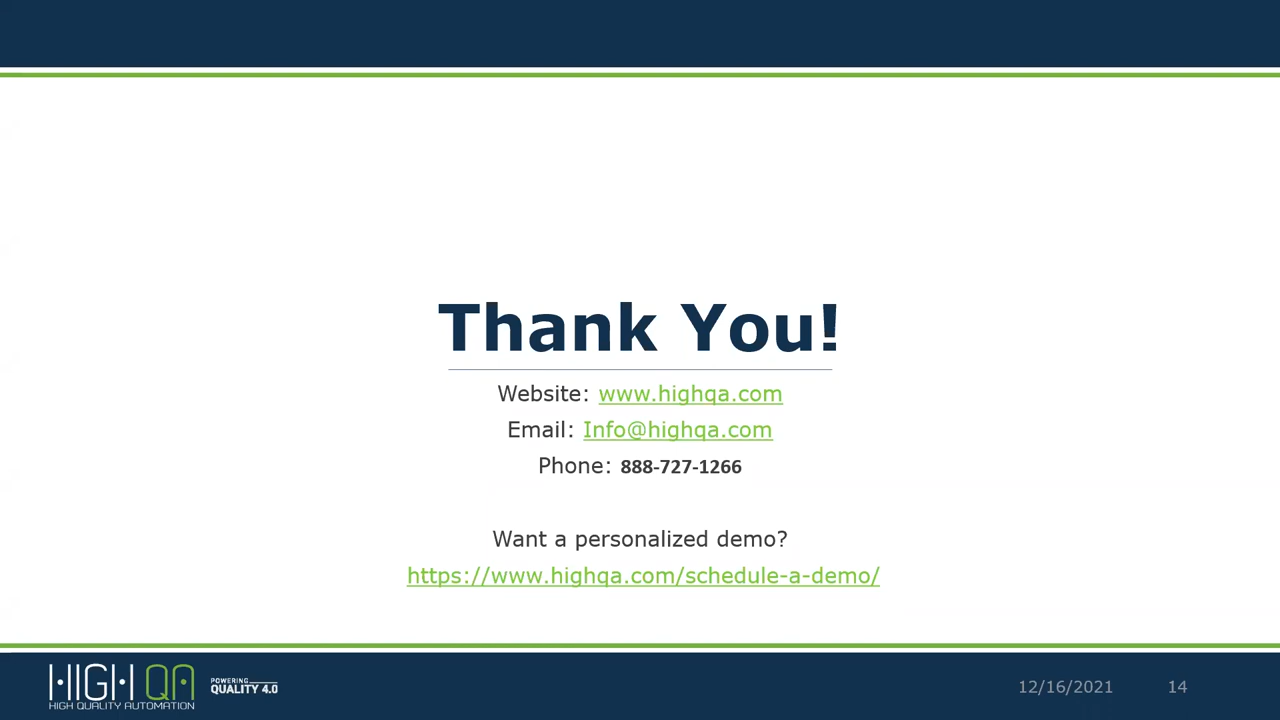 Thank You!
Website: www.highqa.com
Email: Info@highqa.com
Phone: 888-727-1266
Want a personalized demo?
https://www.highqa.com/schedule-a-demo/
HIGH QA
HIGH QUALITY AUTOMATION
POWERING
QUALITY 4.0
12/16/2021
14